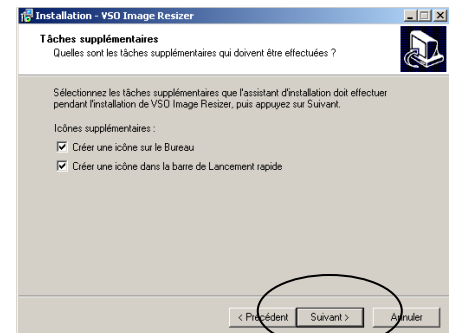 Installation - VSO Image Resizer
Tâches supplémentaires
Quelles sont les tâches supplémentaires qui doivent être effectuées ?
Sélectionnez les tâches supplémentaires que l'assistant d'installation doit effectuer
pendant l'installation de VSO Image Resizer, puis appuyez sur Suivant.
Icônes supplémentaires :
Créer une icône sur le Bureau
Créer une icône dans la barre de Lancement rapide
< Précédent Suivant > Annuler